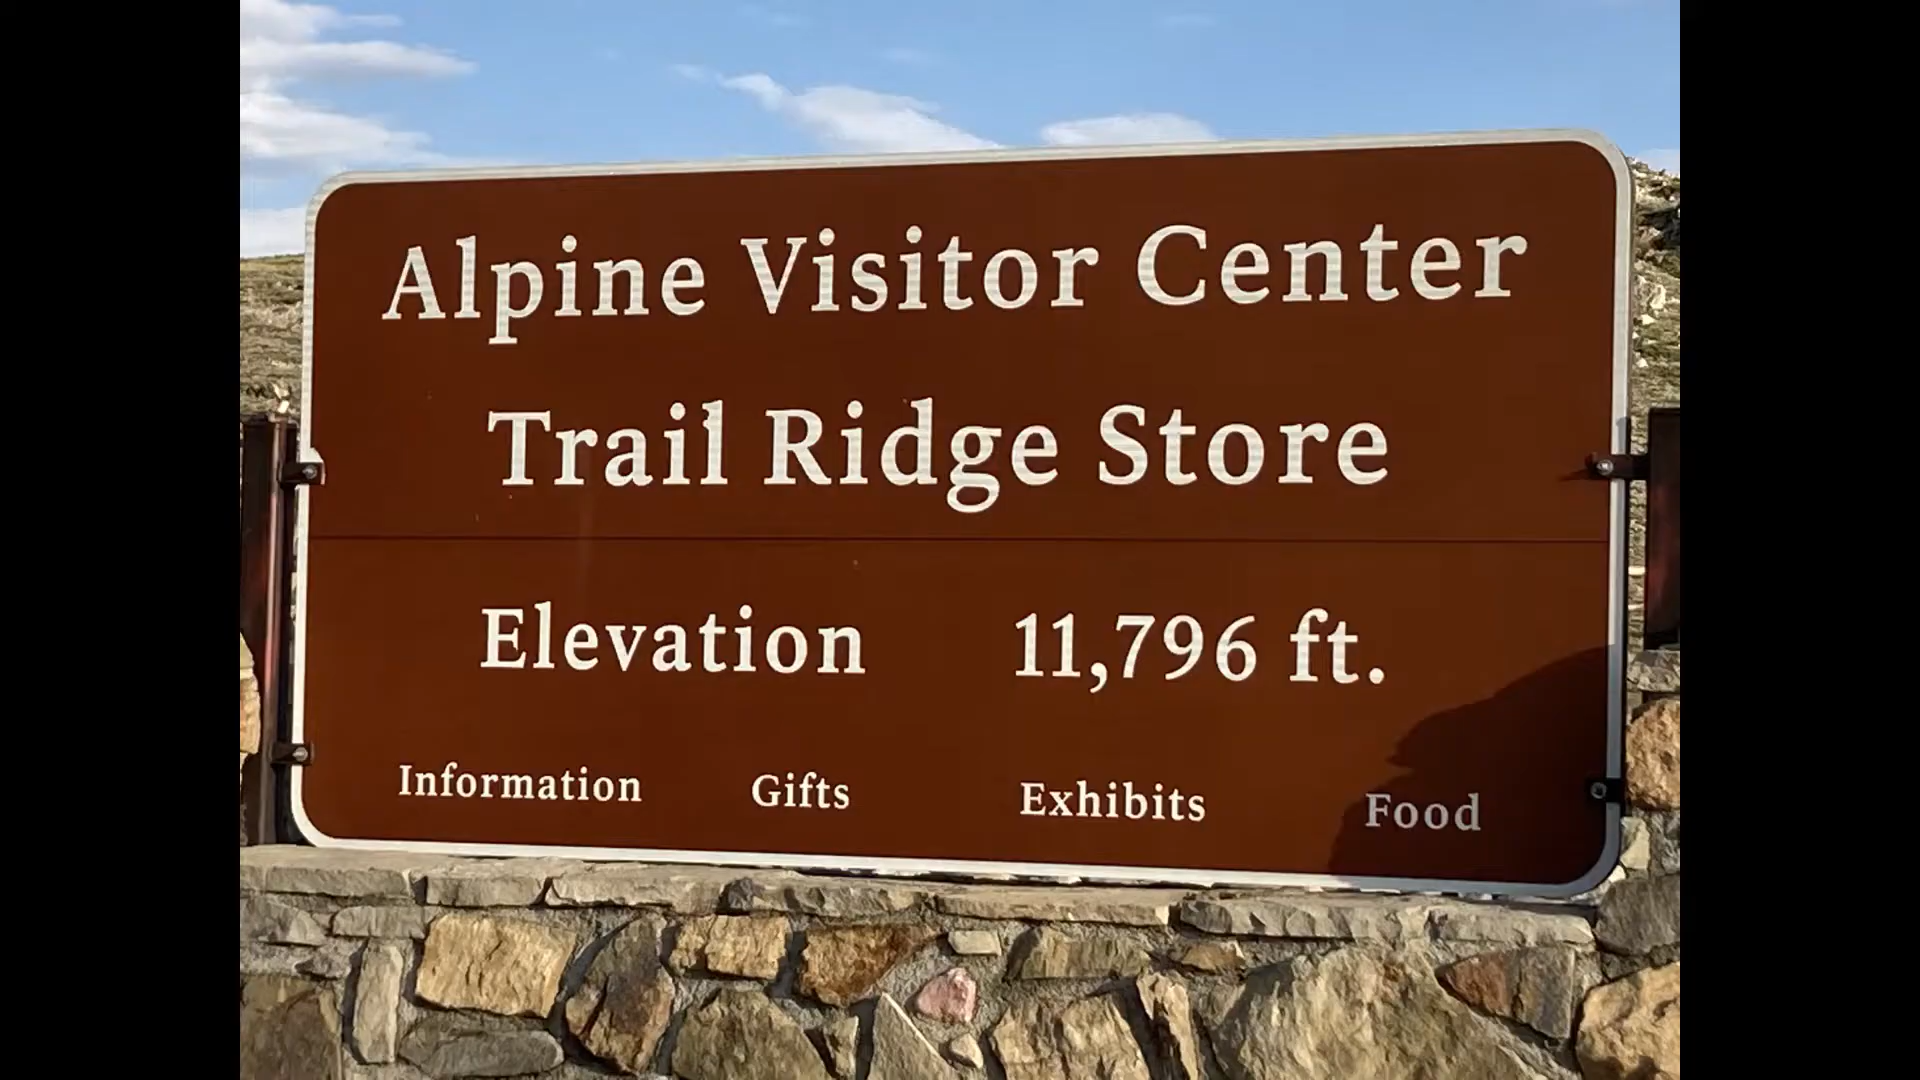 Alpine Visitor Center
Trail Ridge Store
Elevation 11,796 ft.
Information Gifts Exhibits Food